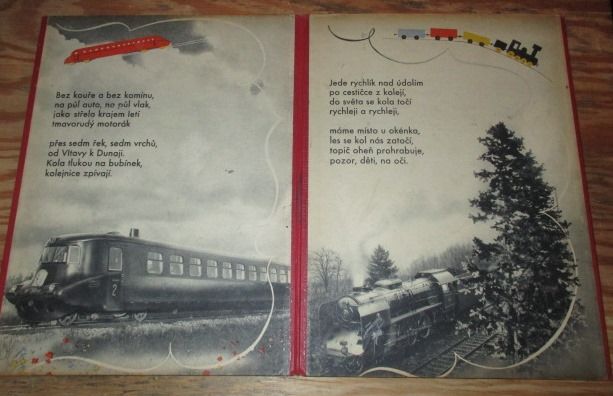 Bez kouře a bez komínu,
na půl auto, na půl vlak,
jako střela krajem letí
tmavorudý motorák
přes sedm řek, sedm vrchů,
od Vltavy k Dunaji.
Kola tlukou na bubínek,
kolejnice zpívají.
Jede rychlík nad údolím
po cestičce z kolejí,
do světa se kola točí
rychleji a rychleji,
máme místo u okénka,
les se kol nás zatočí,
topič oheň prohrabuje,
pozor, děti, na oči.
2